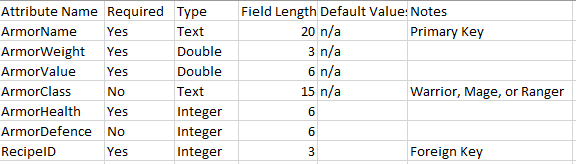 Attribute Name Required Type Field Length Default Values Notes
ArmorName Yes Text 20 n/a Primary Key
ArmorWeight Yes Double 3 n/a
ArmorValue Yes Double 6 n/a
ArmorClass No Text 15 n/a Warrior, Mage, or Ranger
ArmorHealth Yes Integer 6
ArmorDefence No Integer 6
RecipeID Yes Integer 3 Foreign Key